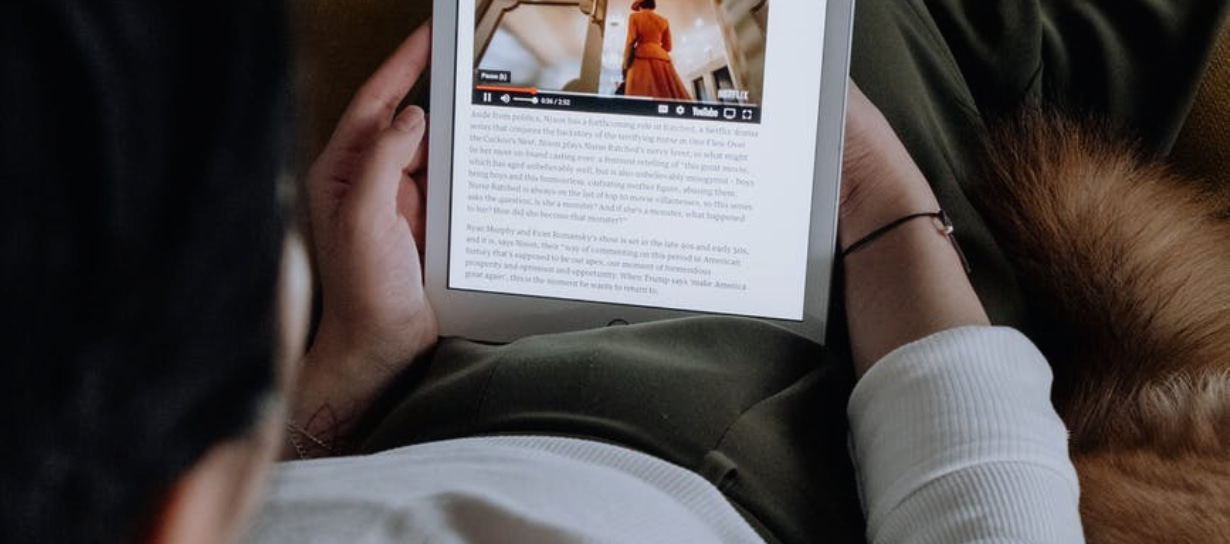 NETFLIX
Pause (k)
0:36 / 2:52 YouTube
Aside from politics, Nixon has a forthcoming role in Ratched, a Netflix drama
series that conjures the backstory of the terrifying nurse in One Flew Over
the Cuckoo's Nest. Nixon plays Nurse Ratched's nervy lover, so what might
be her most on-brand casting ever: a feminist retelling of "this great movie,
which has aged unbelievably well, but is also unbelievably misogynist – boys
being boys and this humourless, castrating mother figure, abusing them.
Nurse Ratched is always on the list of top 10 movie villainesses, so this series
asks the question, is she a monster? And if she's a monster, what happened
to her? How did she become that monster?"
Ryan Murphy and Evan Romansky's show is set in the late 40s and early 50s,
and it is, says Nixon, their "way of commenting on this period in American
history that's supposed to be our apex, our moment of tremendous
prosperity and optimism and opportunity. When Trump says 'make America
great again', this is the moment he wants to return to.